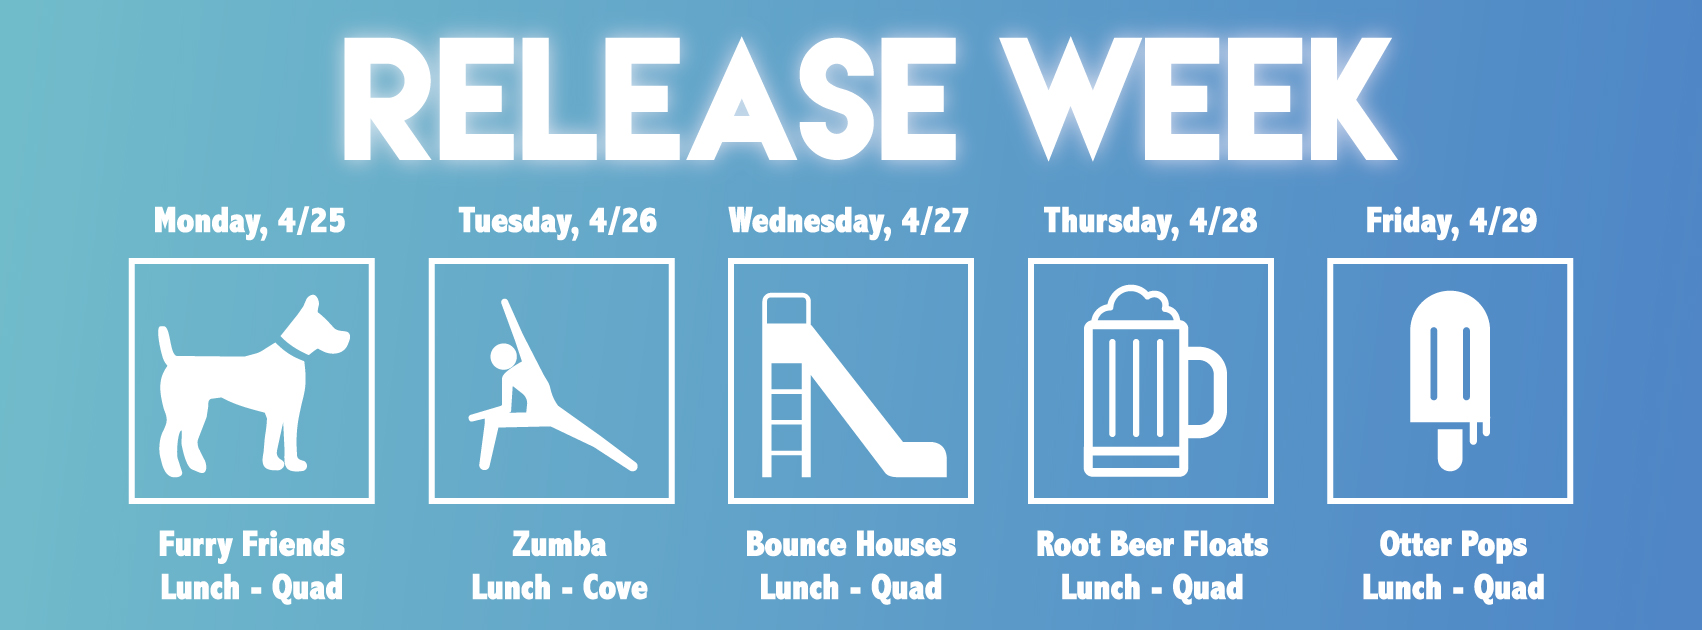 RELEASE WEEK
Monday, 4/25
Tuesday, 4/26
Wednesday, 4/27
Thursday, 4/28
Friday, 4/29
Furry Friends
Lunch - Quad
Zumba
Lunch - Cove
Bounce Houses
Lunch - Quad
Root Beer Floats
Lunch - Quad
Otter Pops
Lunch - Quad